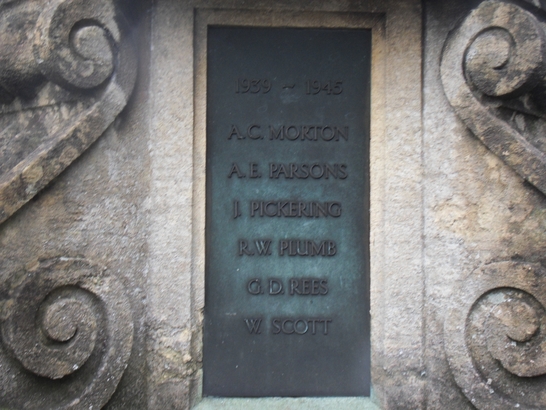 1939 ~ 1945
A.C. MORTON
A.E. PARSONS
J. PICKERING
R.W. PLUMB
G.D. REES
W. SCOTT